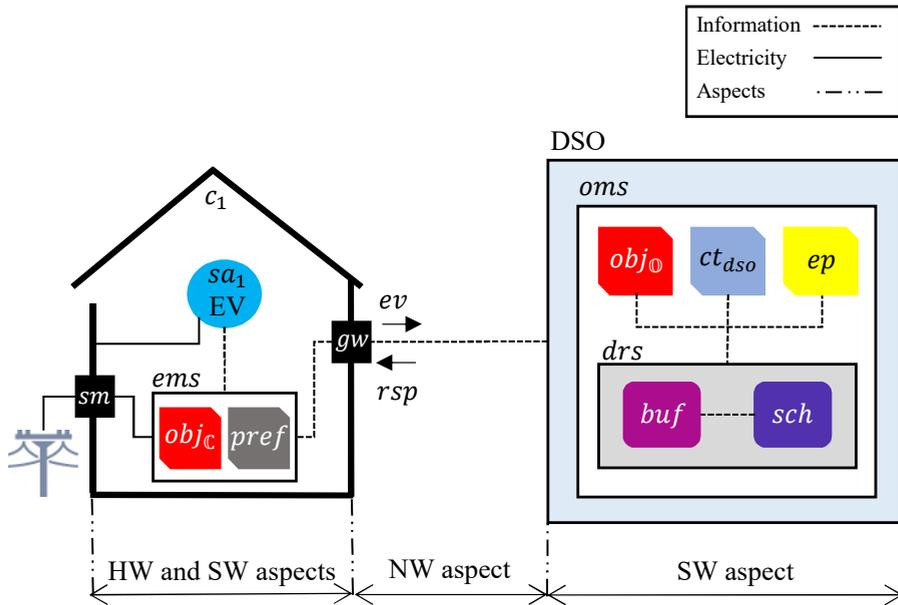 Information
Electricity
Aspects
DSO
oms
c₁
obj_𝕆
ct_dso
ep
sa₁
EV
ev
gw
rsp
drs
sm
ems
obj_ℂ
pref
buf
sch
HW and SW aspects
NW aspect
SW aspect